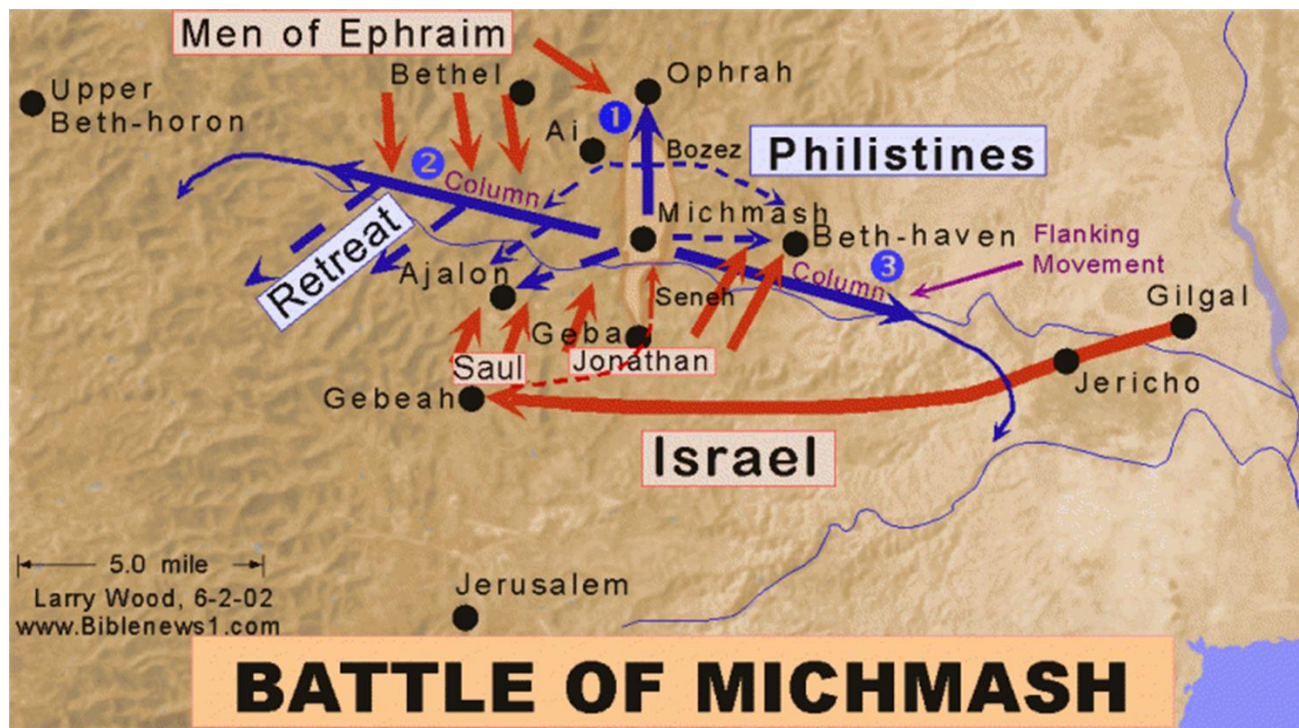 Men of Ephraim
Upper
Beth-horon
Bethel
Ophrah
1
Ai
Bozez
Philistines
2
Column
Michmash
Beth-haven
Flanking
Movement
3
Column
Retreat
Ajalon
Seneh
Gilgal
Geba
Saul
Jonathan
Jericho
Gebeah
Israel
5.0 mile
Larry Wood, 6-2-02
www.Biblenews1.com
Jerusalem
BATTLE OF MICHMASH